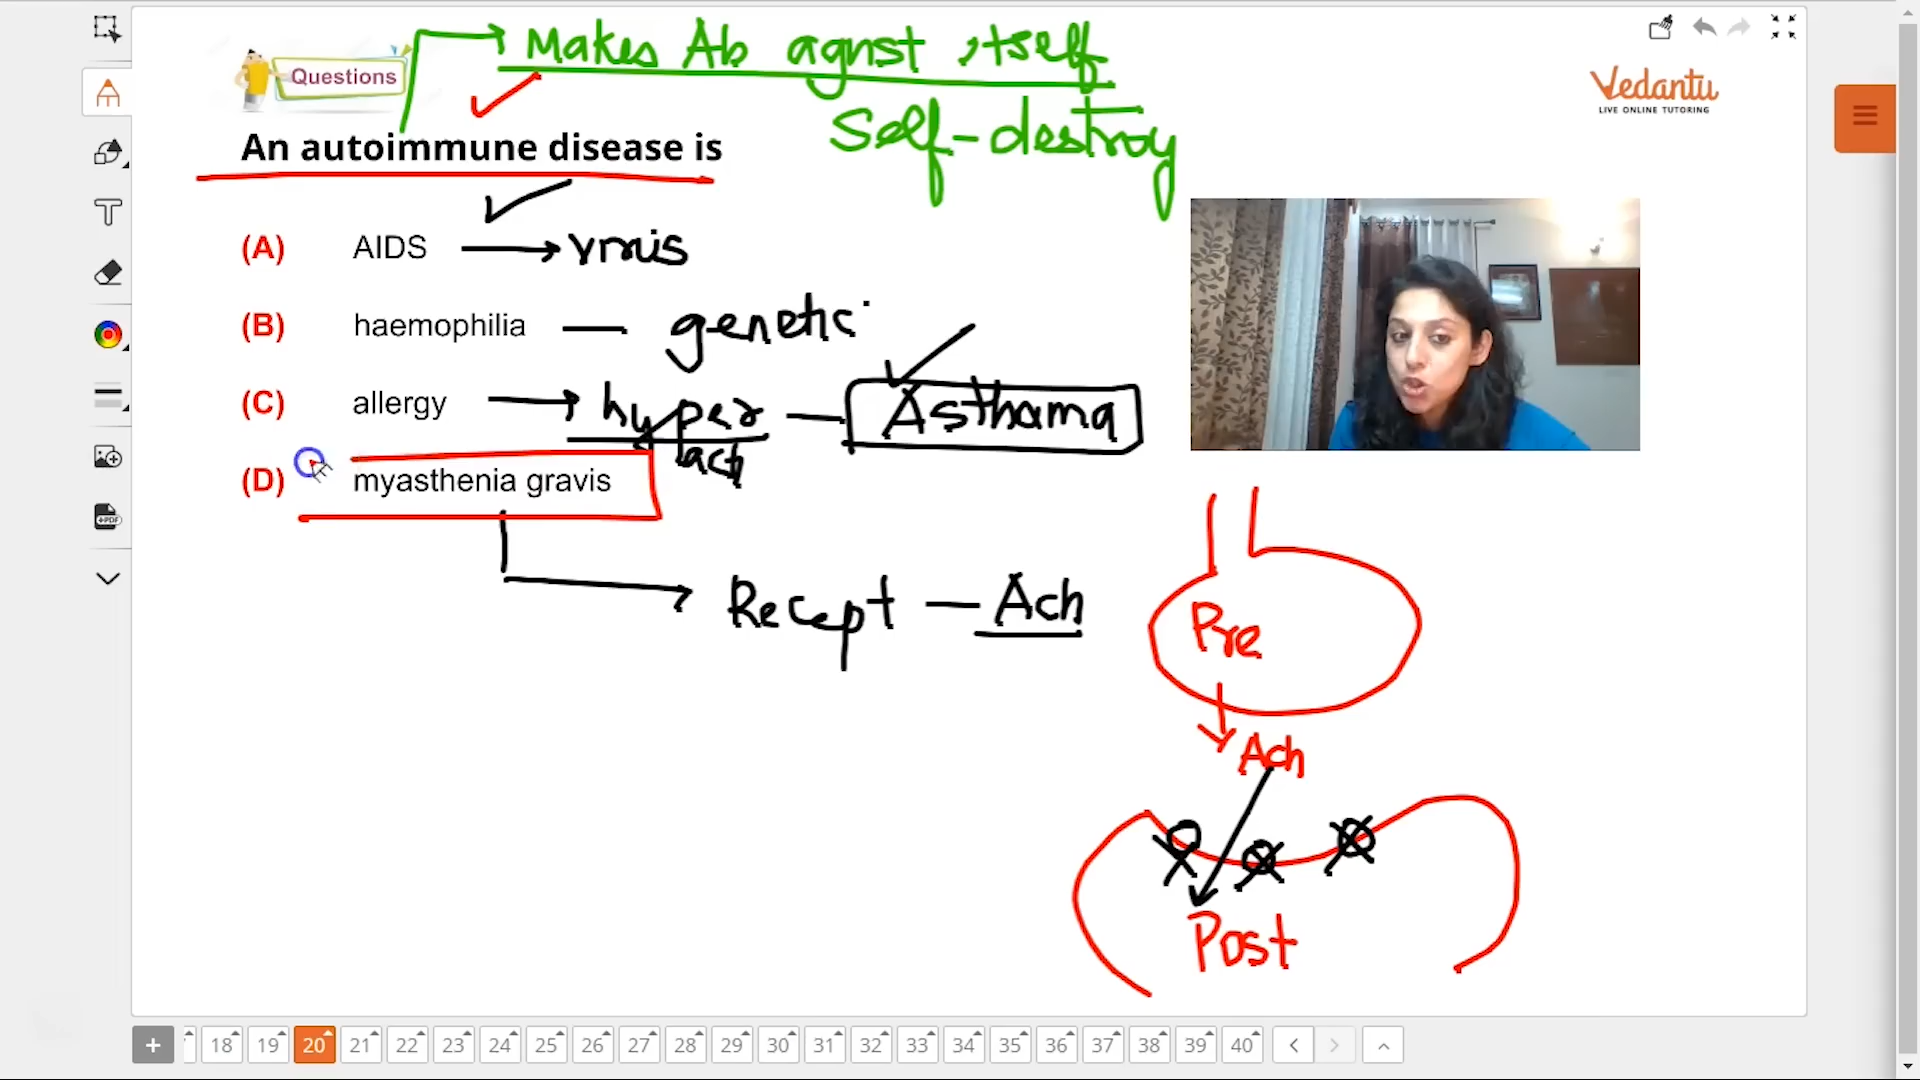 Makes Ab agnst itself
Questions
Vedantu
LIVE ONLINE TUTORING
Self-destroy
An autoimmune disease is
(A) AIDS → vrruis
(B) haemophilia — genetic
(C) allergy → hyper — Asthama
(D) myasthenia gravis
Recept — Ach
Pre
Ach
Post
+ 18 19 20 21 22 23 24 25 26 27 28 29 30 31 32 33 34 35 36 37 38 39 40 < >
PDF